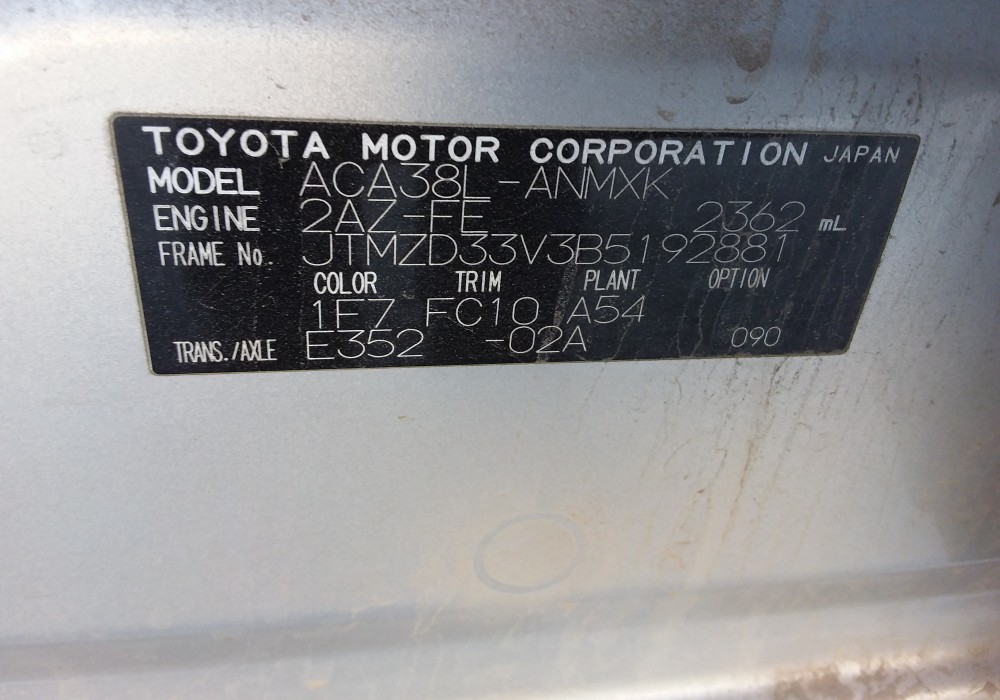 TOYOTA MOTOR CORPORATION JAPAN
MODEL ACA38L-ANMXK
ENGINE 2AZ-FE 2362 mL
FRAME No. JTMZD33V3B5192881
COLOR TRIM PLANT OPTION
1F7 FC10 A54
TRANS./AXLE E352 -02A 090